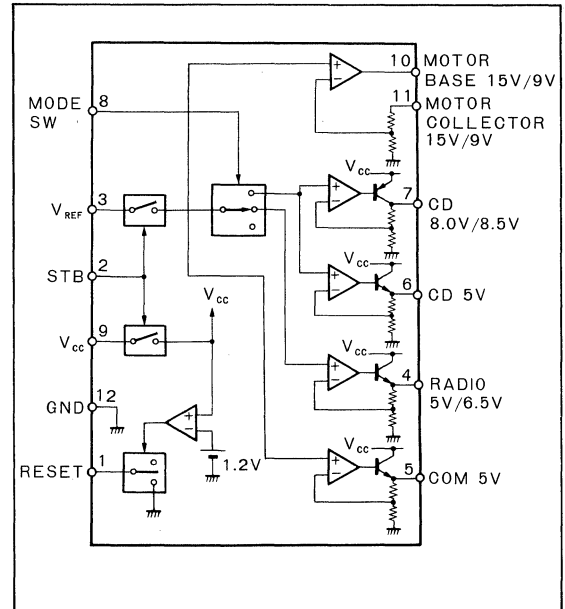 10 MOTOR
BASE 15V/9V
11 MOTOR
COLLECTOR
15V/9V
MODE 8
SW
+
−
Vcc
3
VREF
+
−
7 CD
8.0V/8.5V
2
STB
Vcc
+
−
6 CD 5V
Vcc
9
Vcc
Vcc
+
−
4 RADIO
5V/6.5V
12
GND
+
−
1.2V
1
RESET
Vcc
+
−
5 COM 5V